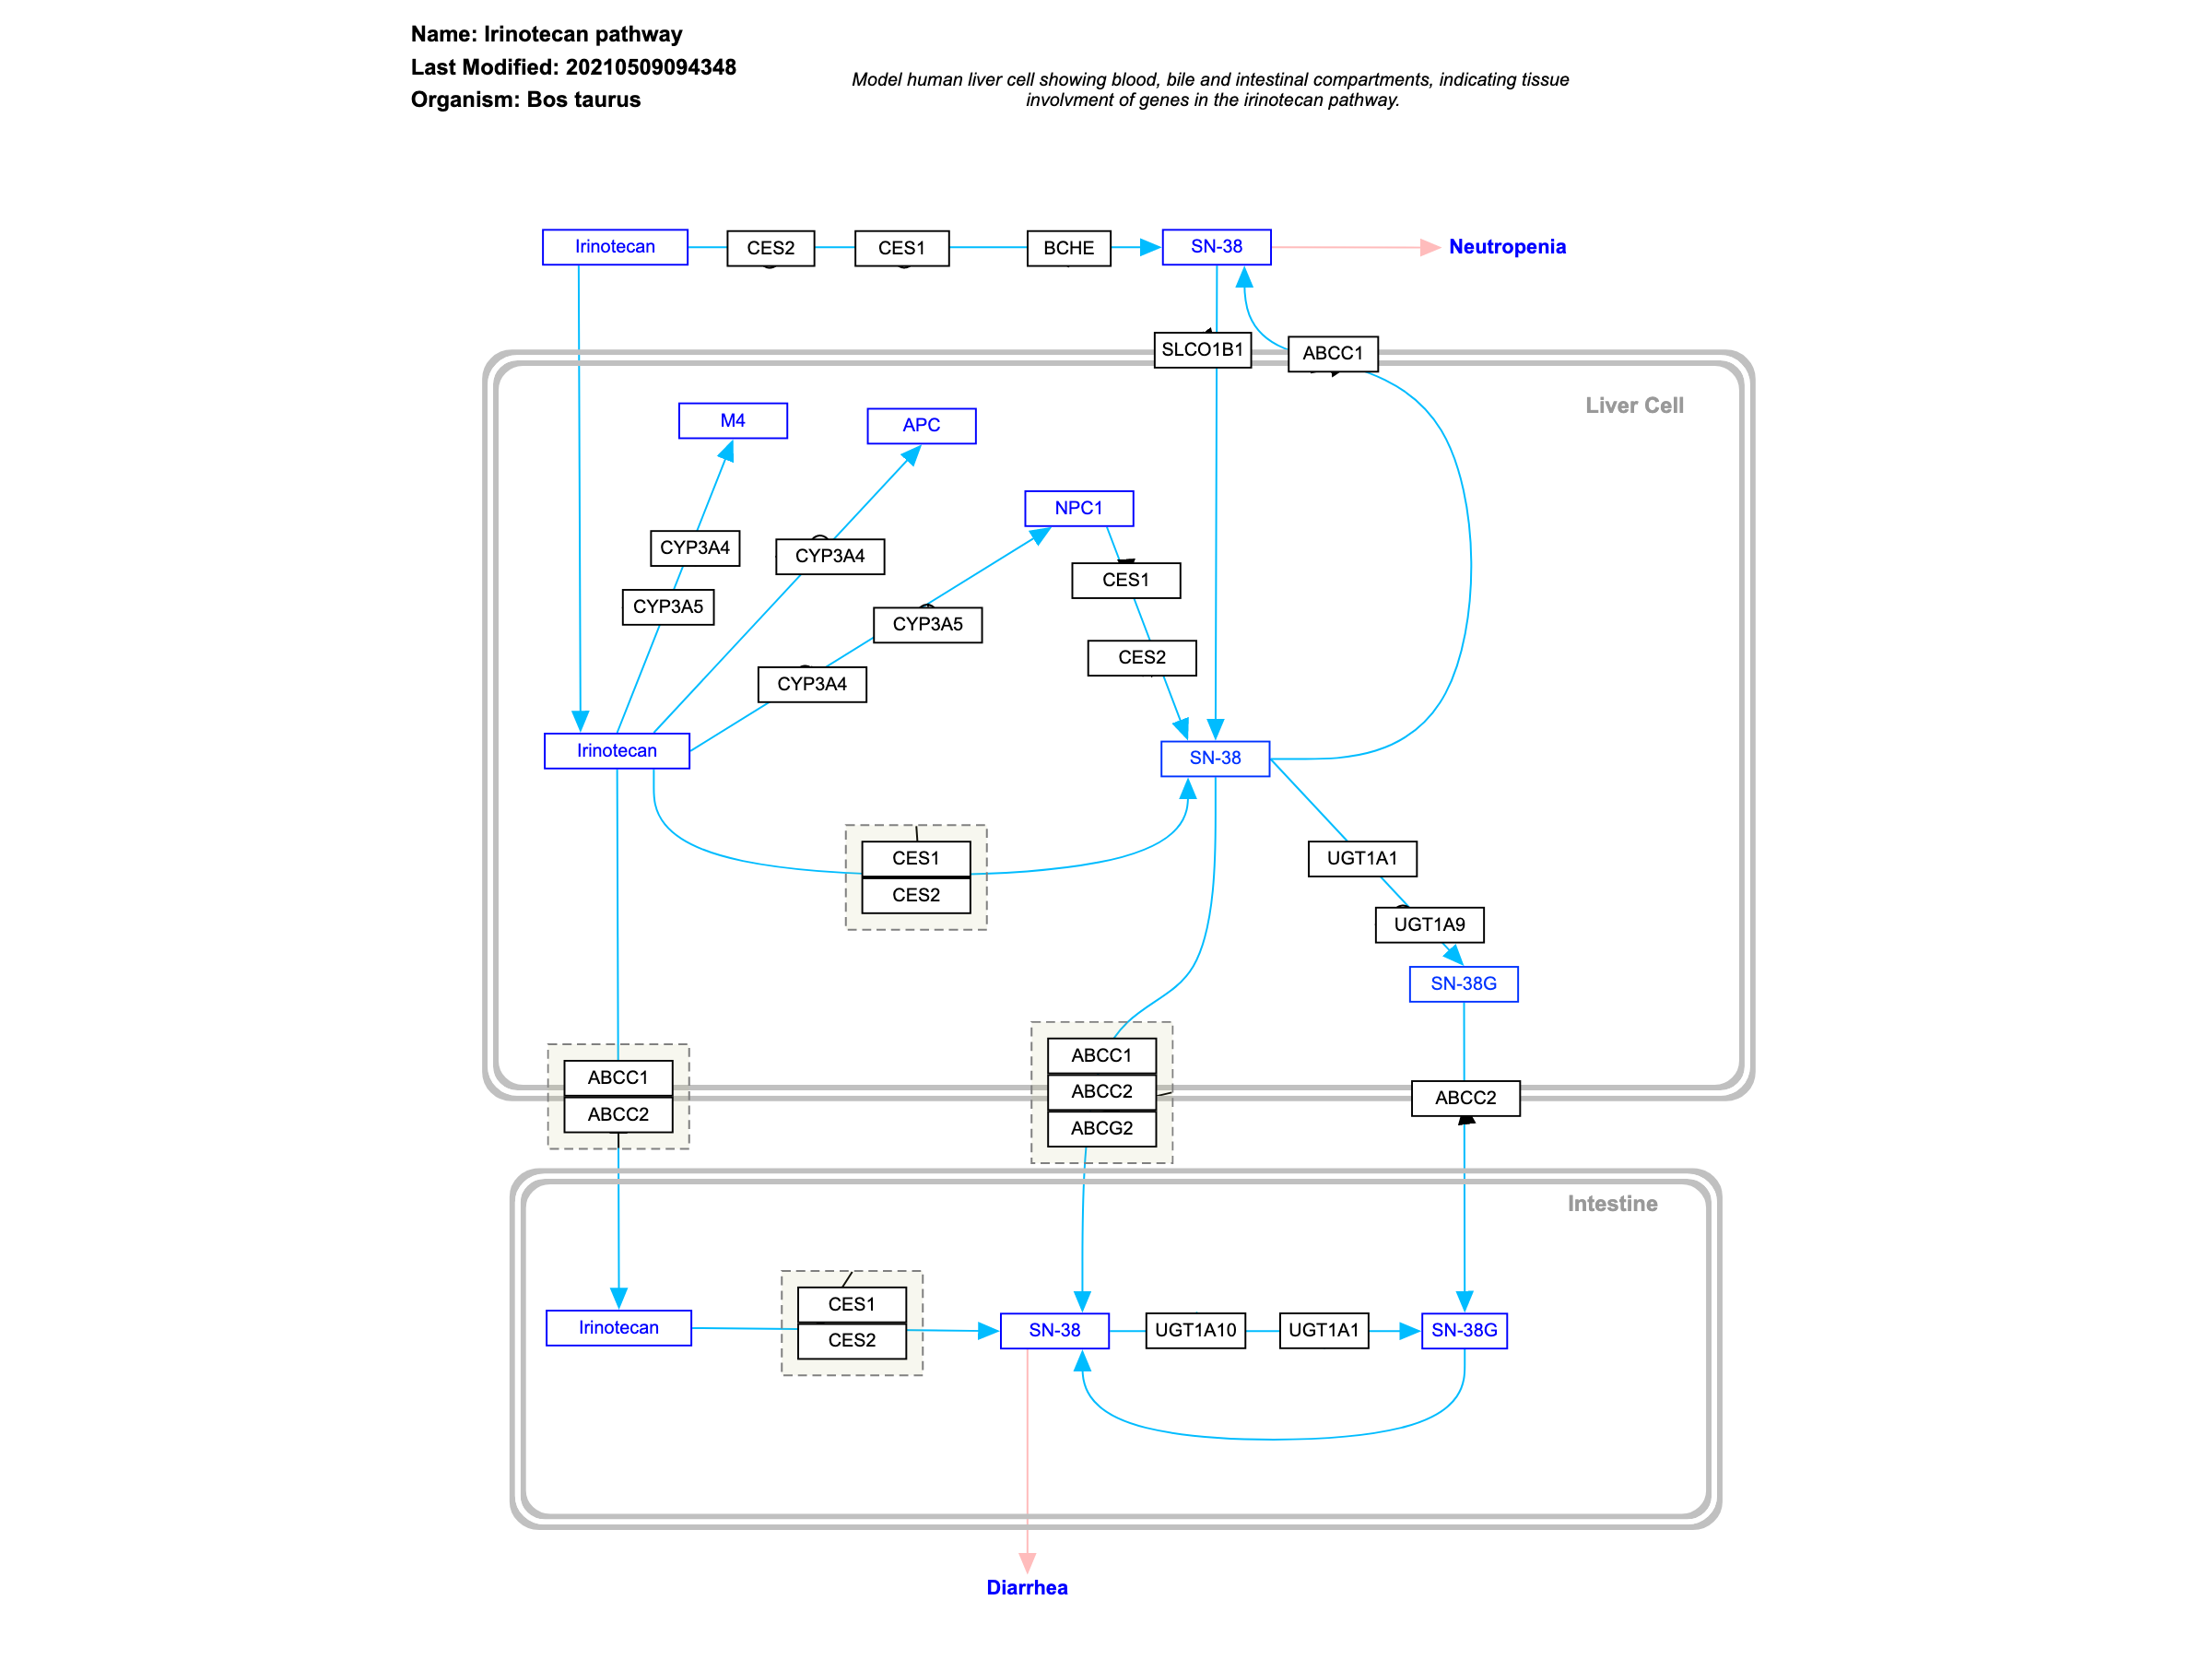 Name: Irinotecan pathway
Last Modified: 20210509094348
Organism: Bos taurus
Model human liver cell showing blood, bile and intestinal compartments, indicating tissue
involvment of genes in the irinotecan pathway.
Irinotecan
CES2
CES1
BCHE
SN-38
Neutropenia
SLCO1B1
ABCC1
Liver Cell
M4
APC
NPC1
CYP3A4
CYP3A4
CES1
CYP3A5
CYP3A5
CES2
CYP3A4
Irinotecan
SN-38
CES1
CES2
UGT1A1
UGT1A9
SN-38G
ABCC1
ABCC2
ABCC1
ABCC2
ABCG2
ABCC2
Intestine
Irinotecan
CES1
CES2
SN-38
UGT1A10
UGT1A1
SN-38G
Diarrhea